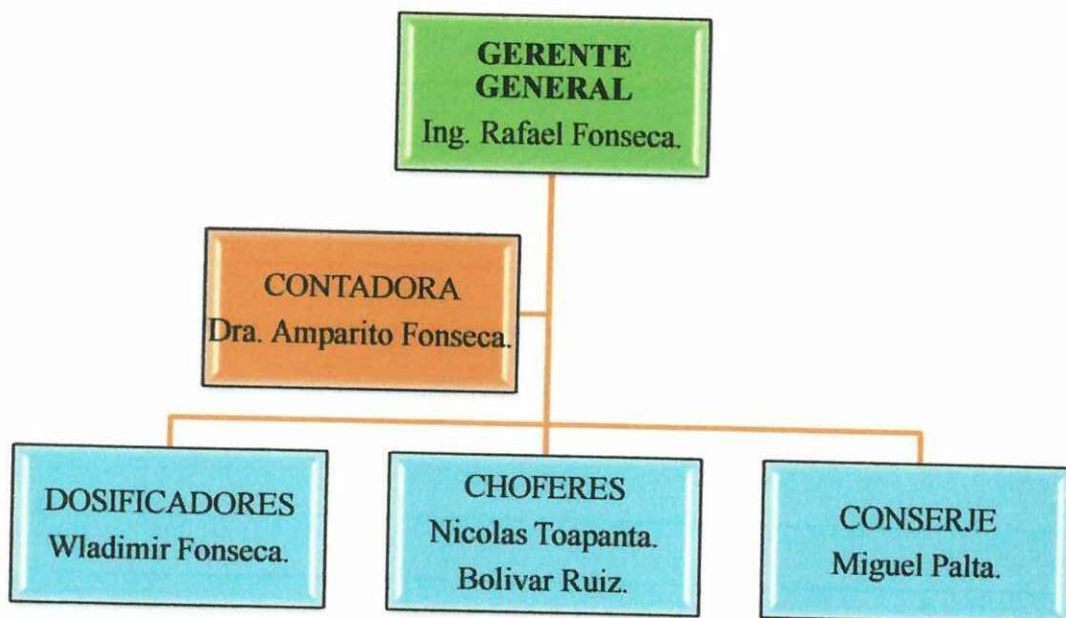 GERENTE
GENERAL
Ing. Rafael Fonseca.
CONTADORA
Dra. Amparito Fonseca.
DOSIFICADORES
Wladimir Fonseca.
CHOFERES
Nicolas Toapanta.
Bolivar Ruiz.
CONSERJE
Miguel Palta.